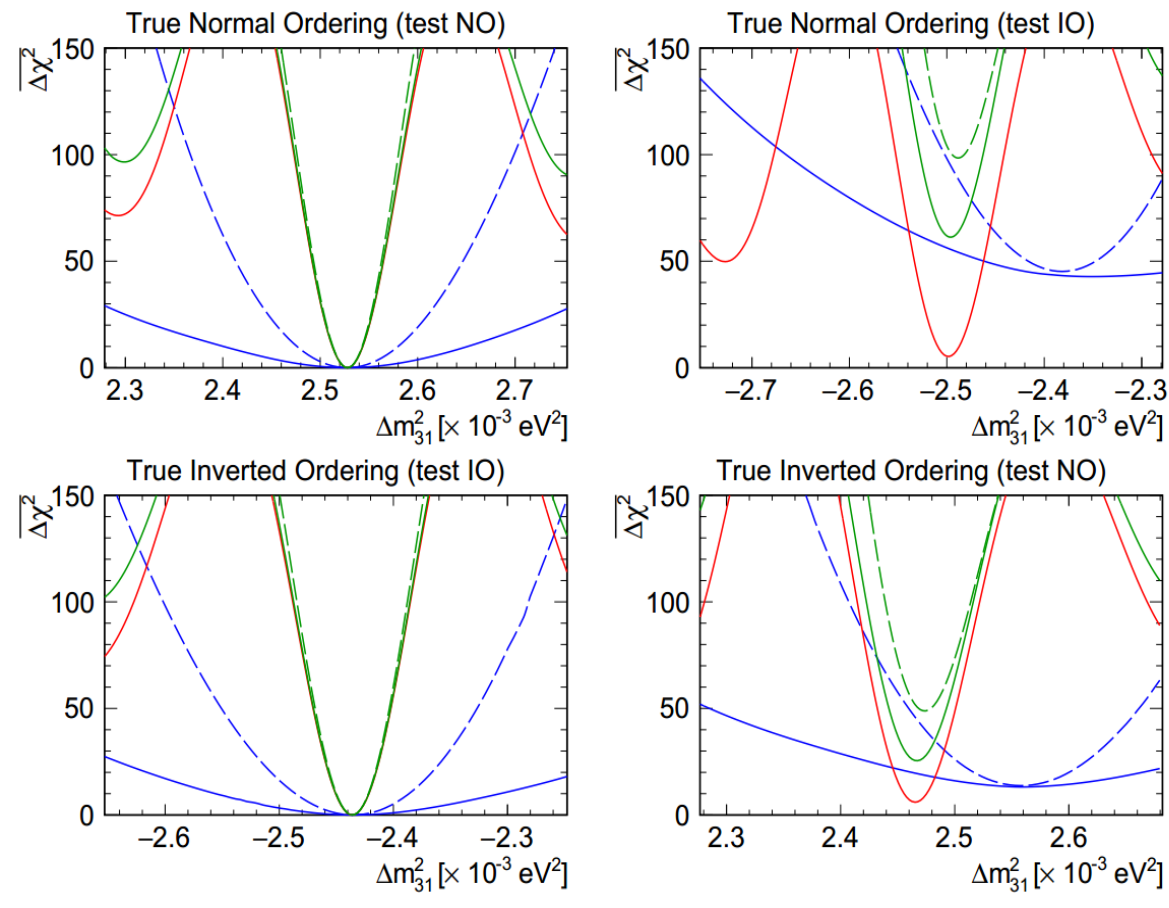 True Normal Ordering (test NO)
Δχ²
150
100
50
0
2.3 2.4 2.5 2.6 2.7
Δm²₃₁ [× 10⁻³ eV²]
True Normal Ordering (test IO)
Δχ²
150
100
50
0
−2.7 −2.6 −2.5 −2.4 −2.3
Δm²₃₁ [× 10⁻³ eV²]
True Inverted Ordering (test IO)
Δχ²
150
100
50
0
−2.6 −2.5 −2.4 −2.3
Δm²₃₁ [× 10⁻³ eV²]
True Inverted Ordering (test NO)
Δχ²
150
100
50
0
2.3 2.4 2.5 2.6
Δm²₃₁ [× 10⁻³ eV²]